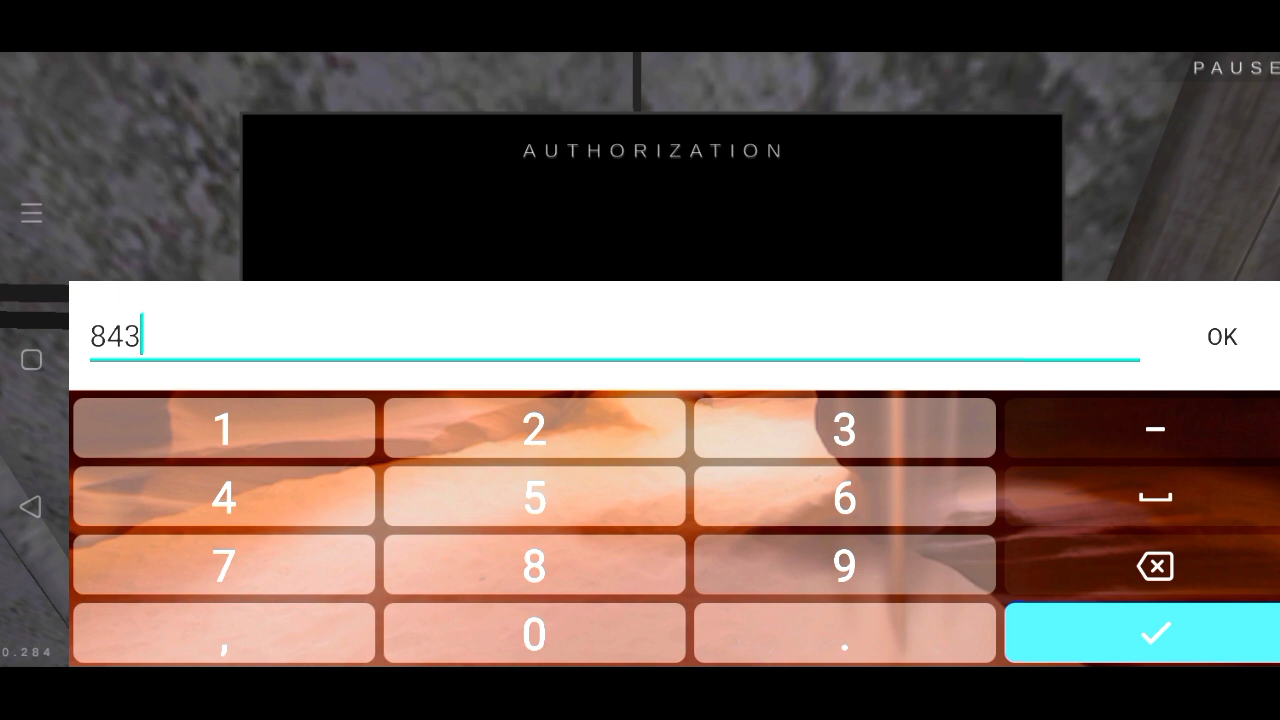 PAUSE
AUTHORIZATION
843
OK
1 2 3 –
4 5 6
7 8 9
, 0 .
0.284